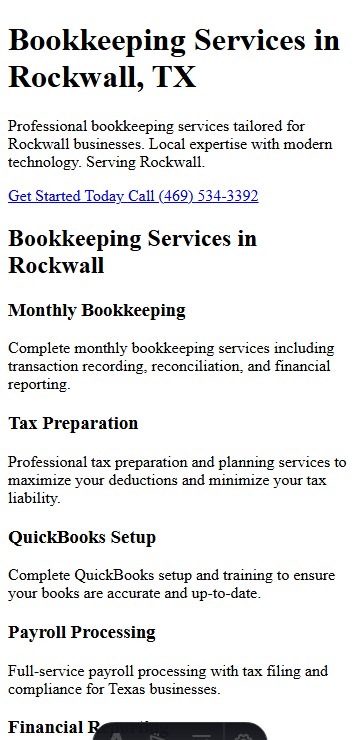 Bookkeeping Services in
Rockwall, TX
Professional bookkeeping services tailored for
Rockwall businesses. Local expertise with modern
technology. Serving Rockwall.
Get Started Today Call (469) 534-3392
Bookkeeping Services in
Rockwall
Monthly Bookkeeping
Complete monthly bookkeeping services including
transaction recording, reconciliation, and financial
reporting.
Tax Preparation
Professional tax preparation and planning services to
maximize your deductions and minimize your tax
liability.
QuickBooks Setup
Complete QuickBooks setup and training to ensure
your books are accurate and up-to-date.
Payroll Processing
Full-service payroll processing with tax filing and
compliance for Texas businesses.
Financial